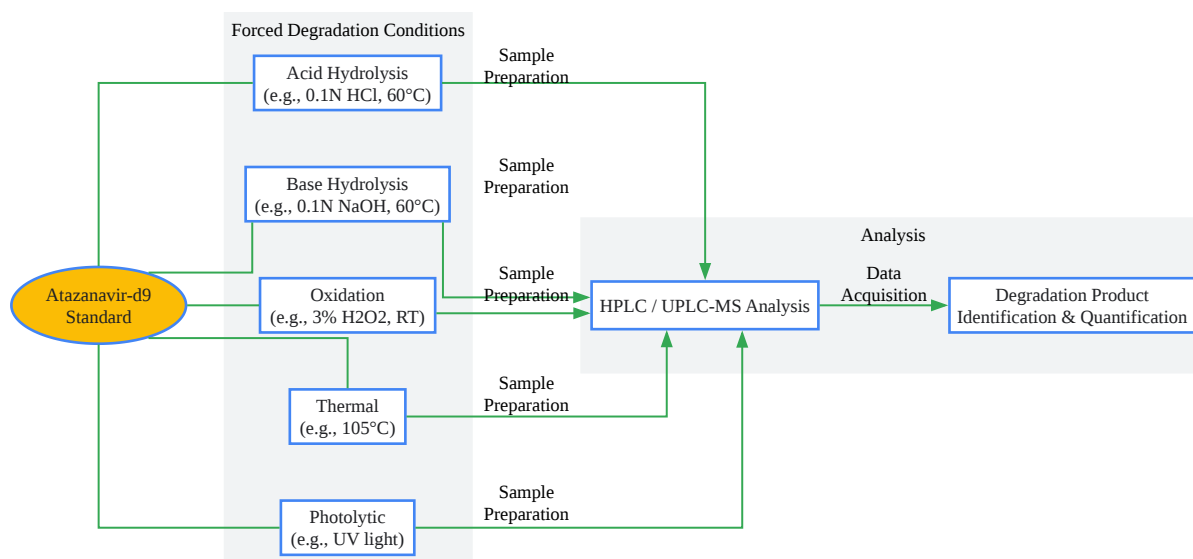 Forced Degradation Conditions
Sample
Preparation
Acid Hydrolysis
(e.g., 0.1N HCl, 60°C)
Sample
Preparation
Base Hydrolysis
(e.g., 0.1N NaOH, 60°C)
Analysis
Atazanavir-d9
Standard
Oxidation
(e.g., 3% H2O2, RT)
Sample
Preparation
HPLC / UPLC-MS Analysis
Data
Acquisition
Degradation Product
Identification & Quantification
Thermal
(e.g., 105°C)
Sample
Preparation
Photolytic
(e.g., UV light)
Sample
Preparation